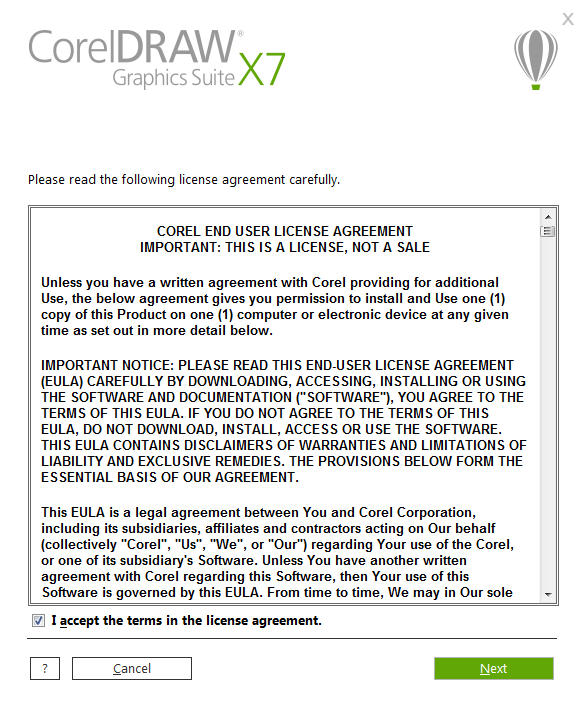 X
CorelDRAW®
Graphics Suite X7
Please read the following license agreement carefully.
COREL END USER LICENSE AGREEMENT
IMPORTANT: THIS IS A LICENSE, NOT A SALE
Unless you have a written agreement with Corel providing for additional
Use, the below agreement gives you permission to install and Use one (1)
copy of this Product on one (1) computer or electronic device at any given
time as set out in more detail below.
IMPORTANT NOTICE: PLEASE READ THIS END-USER LICENSE AGREEMENT
(EULA) CAREFULLY BY DOWNLOADING, ACCESSING, INSTALLING OR USING
THE SOFTWARE AND DOCUMENTATION ("SOFTWARE"), YOU AGREE TO THE
TERMS OF THIS EULA. IF YOU DO NOT AGREE TO THE TERMS OF THIS
EULA, DO NOT DOWNLOAD, INSTALL, ACCESS OR USE THE SOFTWARE.
THIS EULA CONTAINS DISCLAIMERS OF WARRANTIES AND LIMITATIONS OF
LIABILITY AND EXCLUSIVE REMEDIES. THE PROVISIONS BELOW FORM THE
ESSENTIAL BASIS OF OUR AGREEMENT.
This EULA is a legal agreement between You and Corel Corporation,
including its subsidiaries, affiliates and contractors acting on Our behalf
(collectively "Corel", "Us", "We", or "Our") regarding Your use of the Corel,
or one of its subsidiary's Software. Unless You have another written
agreement with Corel regarding this Software, then Your use of this
Software is governed by this EULA. From time to time, We may in Our sole
I accept the terms in the license agreement.
? Cancel Next